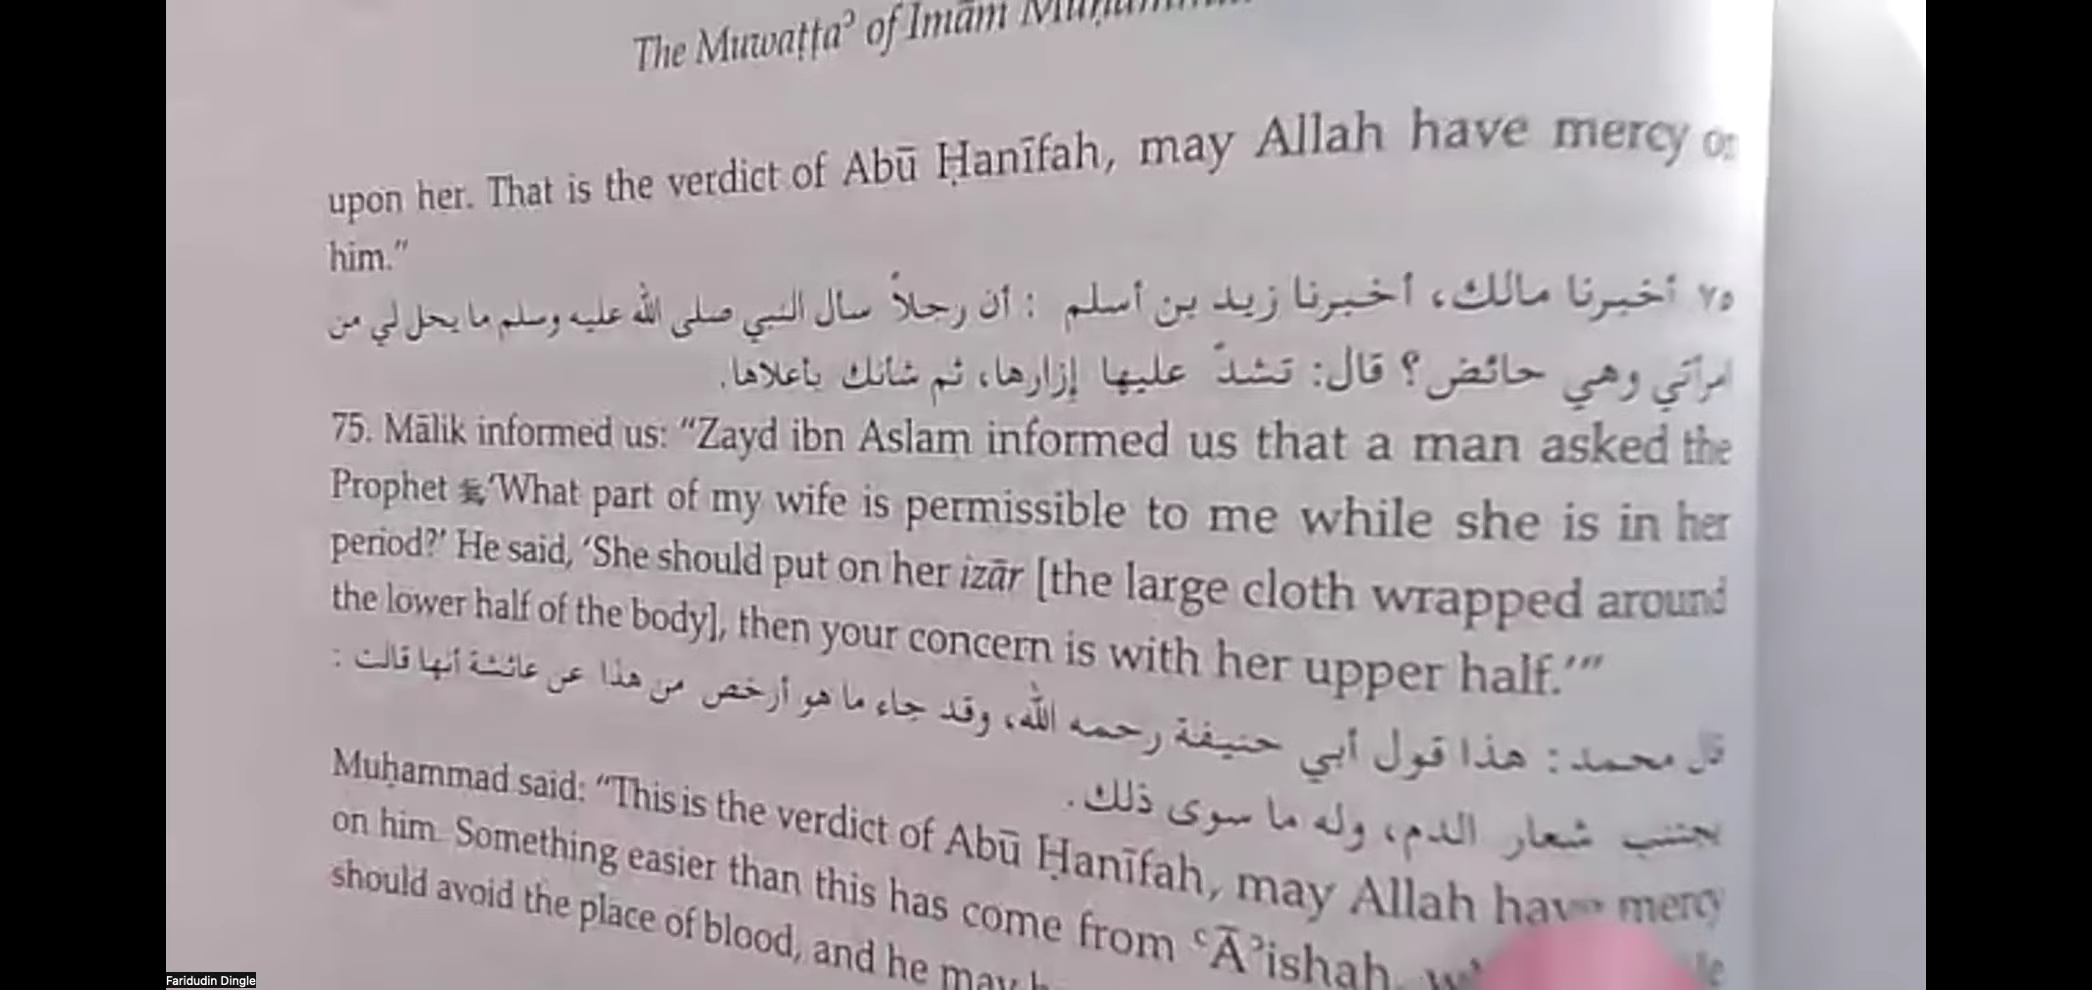 The Muwaṭṭaʾ of Imām
upon her. That is the verdict of Abū Ḥanīfah, may Allah have mercy on
him.”
٧٥ أخبرنا مالك، أخبرنا زيد بن أسلم : أن رجلاً سأل النبي صلى الله عليه وسلم ما يحل لي من
امرأتي وهي حائض؟ قال: تشدّ عليها إزارها، ثم شأنك بأعلاها.
75. Mālik informed us: “Zayd ibn Aslam informed us that a man asked the
Prophet ﷺ ‘What part of my wife is permissible to me while she is in her
period?’ He said, ‘She should put on her izār [the large cloth wrapped around
the lower half of the body], then your concern is with her upper half.’”
قال محمد : هذا قول أبي حنيفة رحمه الله، وقد جاء ما هو أرخص من هذا عن عائشة أنها قالت :
يجتنب شعار الدم، وله ما سوى ذلك.
Muḥammad said: “This is the verdict of Abū Ḥanīfah, may Allah have mercy
on him. Something easier than this has come from ʿĀʾishah,
should avoid the place of blood, and he may
Faridudin Dingle